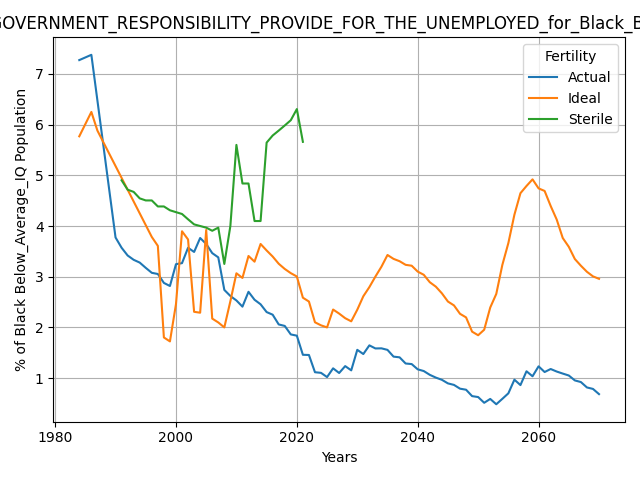 GOVERNMENT_RESPONSIBILITY_PROVIDE_FOR_THE_UNEMPLOYED_for_Black_B
% of Black Below_Average_IQ Population
7
6
5
4
3
2
1
Fertility
Actual
Ideal
Sterile
1980
2000
2020
2040
2060
Years